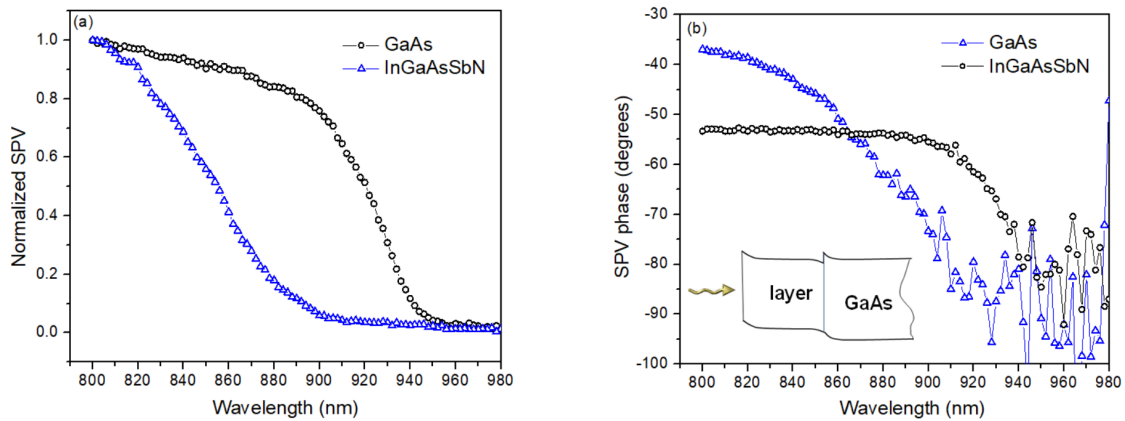 (a)
GaAs
InGaAsSbN
1.0
0.8
0.6
0.4
0.2
0.0
Normalized SPV
800 820 840 860 880 900 920 940 960 980
Wavelength (nm)
(b)
GaAs
InGaAsSbN
-30
-40
-50
-60
-70
-80
-90
-100
SPV phase (degrees)
layer
GaAs
800 820 840 860 880 900 920 940 960 980
Wavelength (nm)